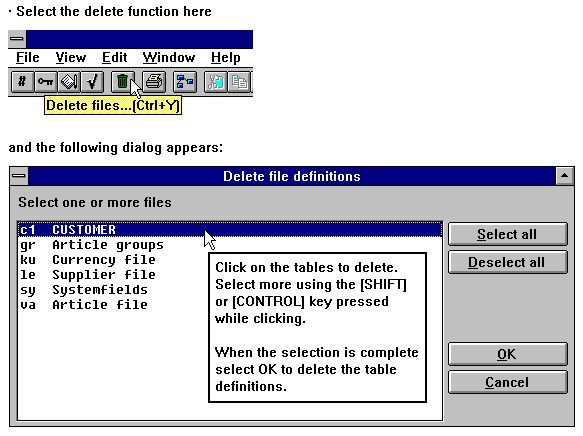 · Select the delete function here
File View Edit Window Help
#
Delete files...(Ctrl+Y)
and the following dialog appears:
Delete file definitions
Select one or more files
c1 CUSTOMER
gr Article groups
ku Currency file
le Supplier file
sy Systemfields
va Article file
Click on the tables to delete.
Select more using the [SHIFT]
or [CONTROL] key pressed
while clicking.
When the selection is complete
select OK to delete the table
definitions.
Select all
Deselect all
OK
Cancel